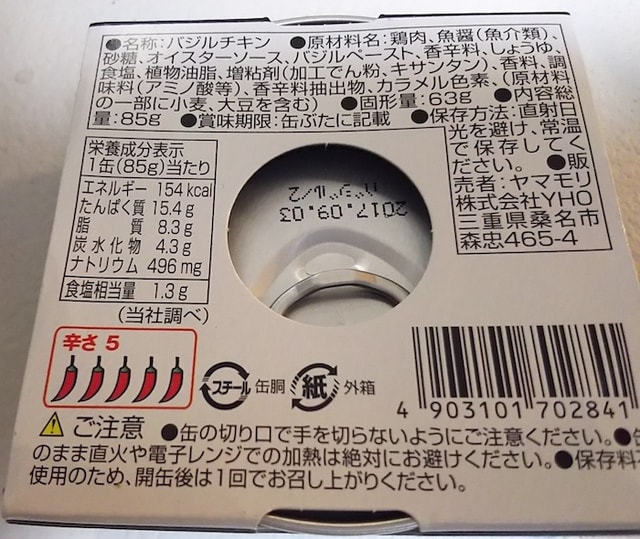 ●名称:バジルチキン ●原材料名:鶏肉、魚醤(魚介類)、
砂糖、オイスターソース、バジルペースト、香辛料、しょうゆ、
食塩、植物油脂、増粘剤(加工でん粉、キサンタン)、香料、調
味料(アミノ酸等)、香辛料抽出物、カラメル色素、(原材料
の一部に小麦、大豆を含む) ●固形量:63g ●内容総
量:85g ●賞味期限:缶ぶたに記載 ●保存方法:直射日
光を避け、常温
で保存してく
ださい。 ●販
売者:ヤマモリ
株式会社YHO
三重県桑名市
森忠465-4
栄養成分表示
1缶(85g)当たり
エネルギー 154 kcal
たんぱく質 15.4 g
脂質 8.3 g
炭水化物 4.3 g
ナトリウム 496 mg
食塩相当量 1.3 g
(当社調べ)
2017.09.03
バジル/2
辛さ 5
スチール 缶胴 紙 外箱
4 903101 702841
ご注意 ●缶の切り口で手を切らないようにご注意ください。●缶
のまま直火や電子レンジでの加熱は絶対にお避けください。●保存料不
使用のため、開缶後は1回でお召し上がりください。